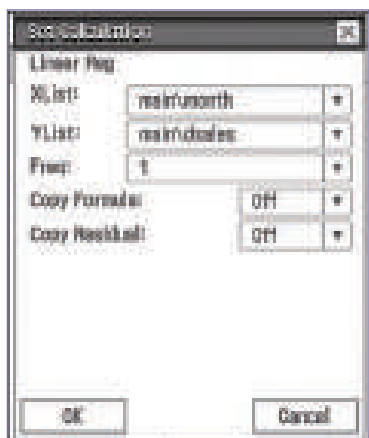 Set Calculation
Linear Reg
XList: main\month
YList: main\dsales
Freq: 1
Copy Formula: Off
Copy Residual: Off
OK Cancel